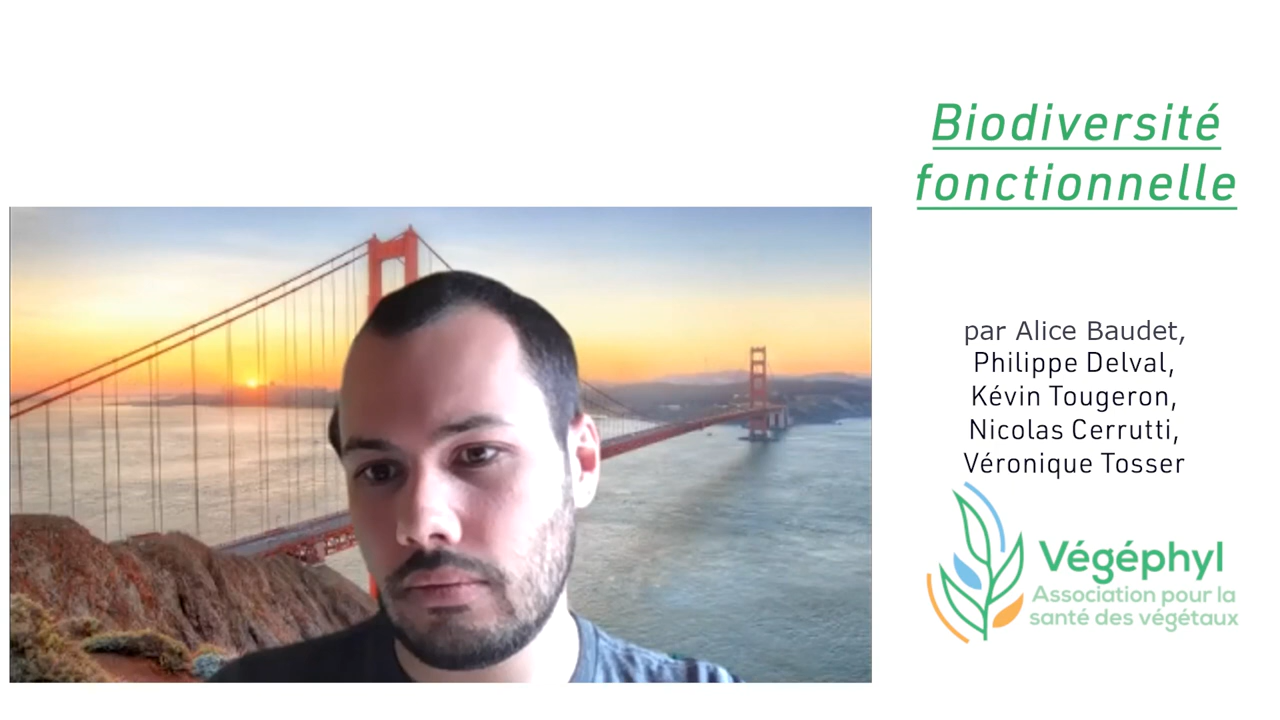 Biodiversité
fonctionnelle
par Alice Baudet,
Philippe Delval,
Kévin Tougeron,
Nicolas Cerrutti,
Véronique Tosser
Végéphyl
Association pour la
santé des végétaux